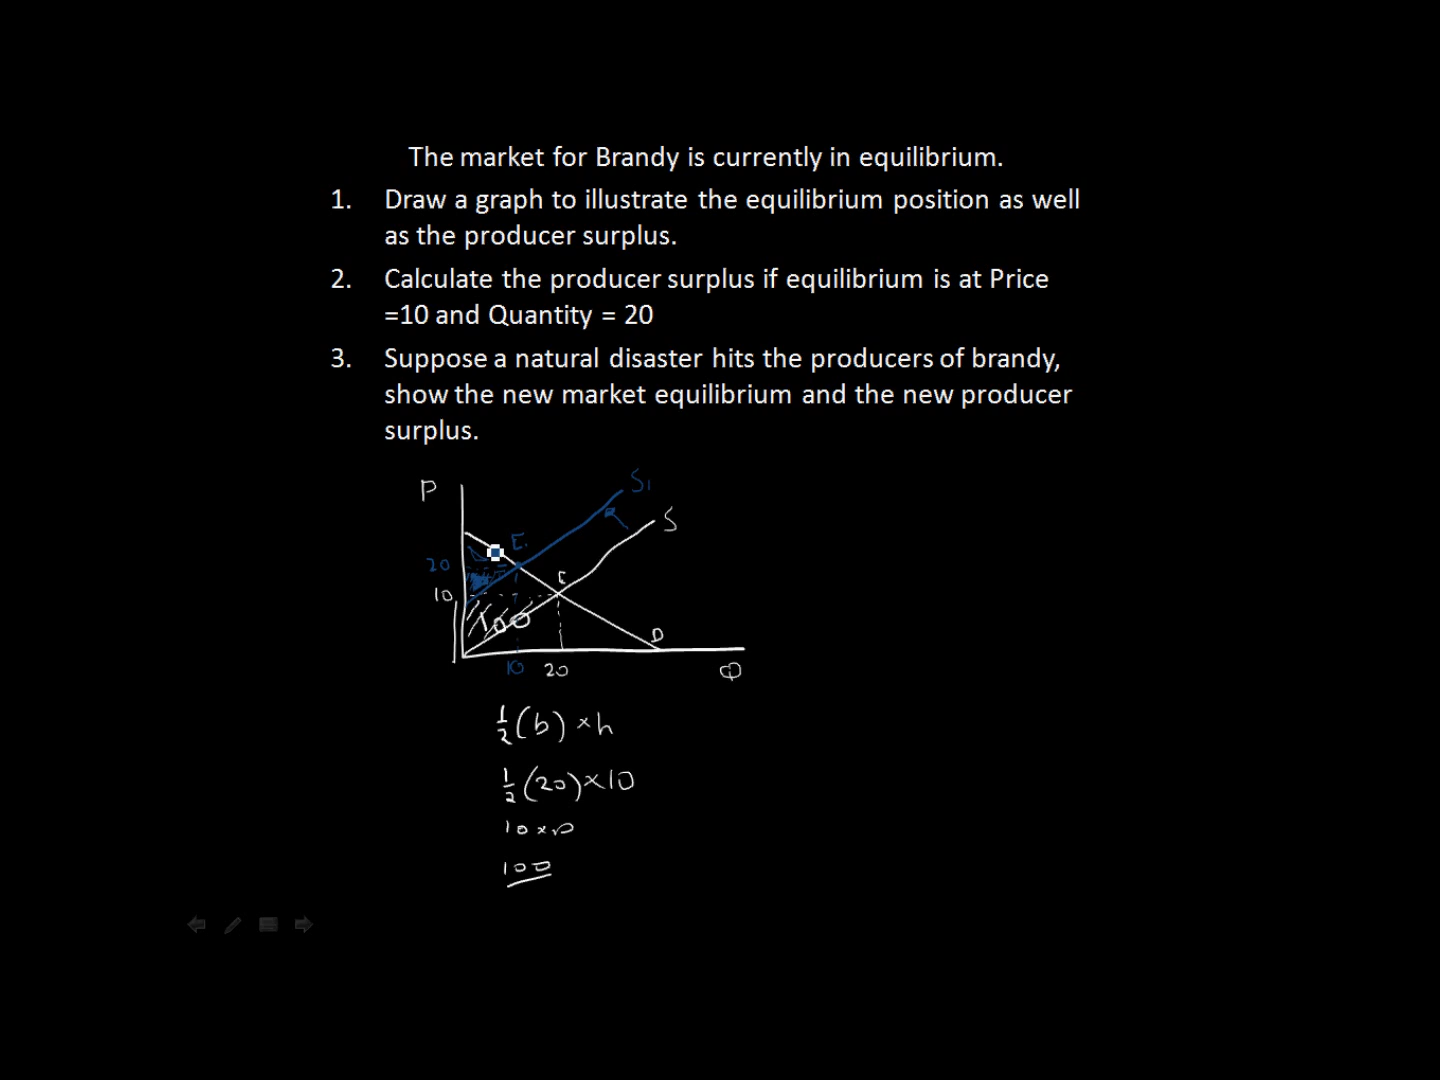 The market for Brandy is currently in equilibrium.
1. Draw a graph to illustrate the equilibrium position as well
as the producer surplus.
2. Calculate the producer surplus if equilibrium is at Price
=10 and Quantity = 20
3. Suppose a natural disaster hits the producers of brandy,
show the new market equilibrium and the new producer
surplus.
P
S1
S
E
20
E
10
100
D
10 20
Q
1/2 (b) × h
1/2 (20) × 10
10 ×
100